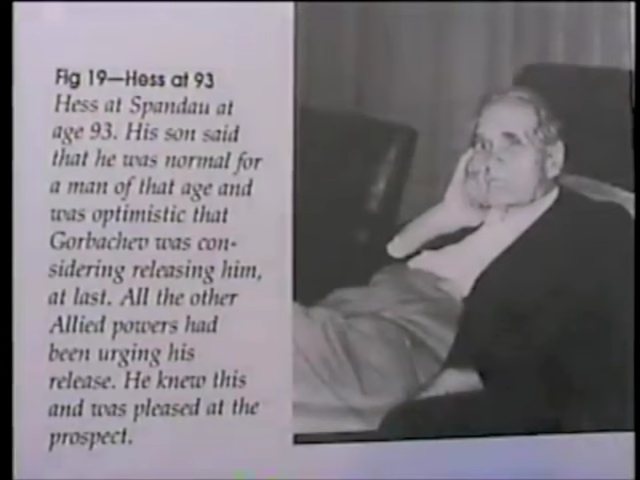 Fig 19—Hess at 93
Hess at Spandau at
age 93. His son said
that he was normal for
a man of that age and
was optimistic that
Gorbachev was con-
sidering releasing him,
at last. All the other
Allied powers had
been urging his
release. He knew this
and was pleased at the
prospect.